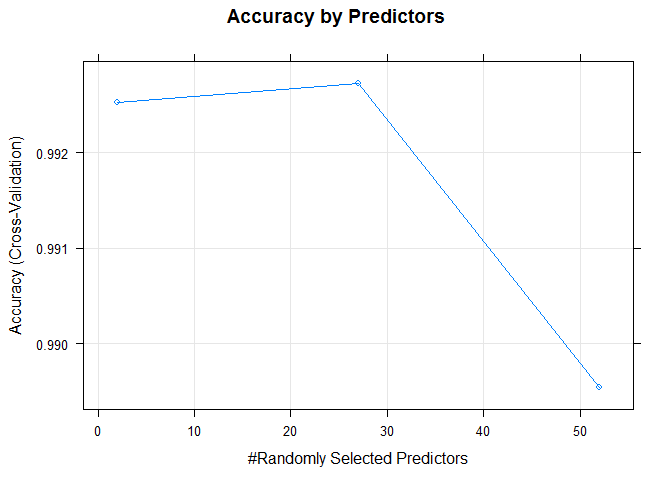 Accuracy by Predictors
Accuracy (Cross-Validation)
0.992
0.991
0.990
0 10 20 30 40 50
#Randomly Selected Predictors